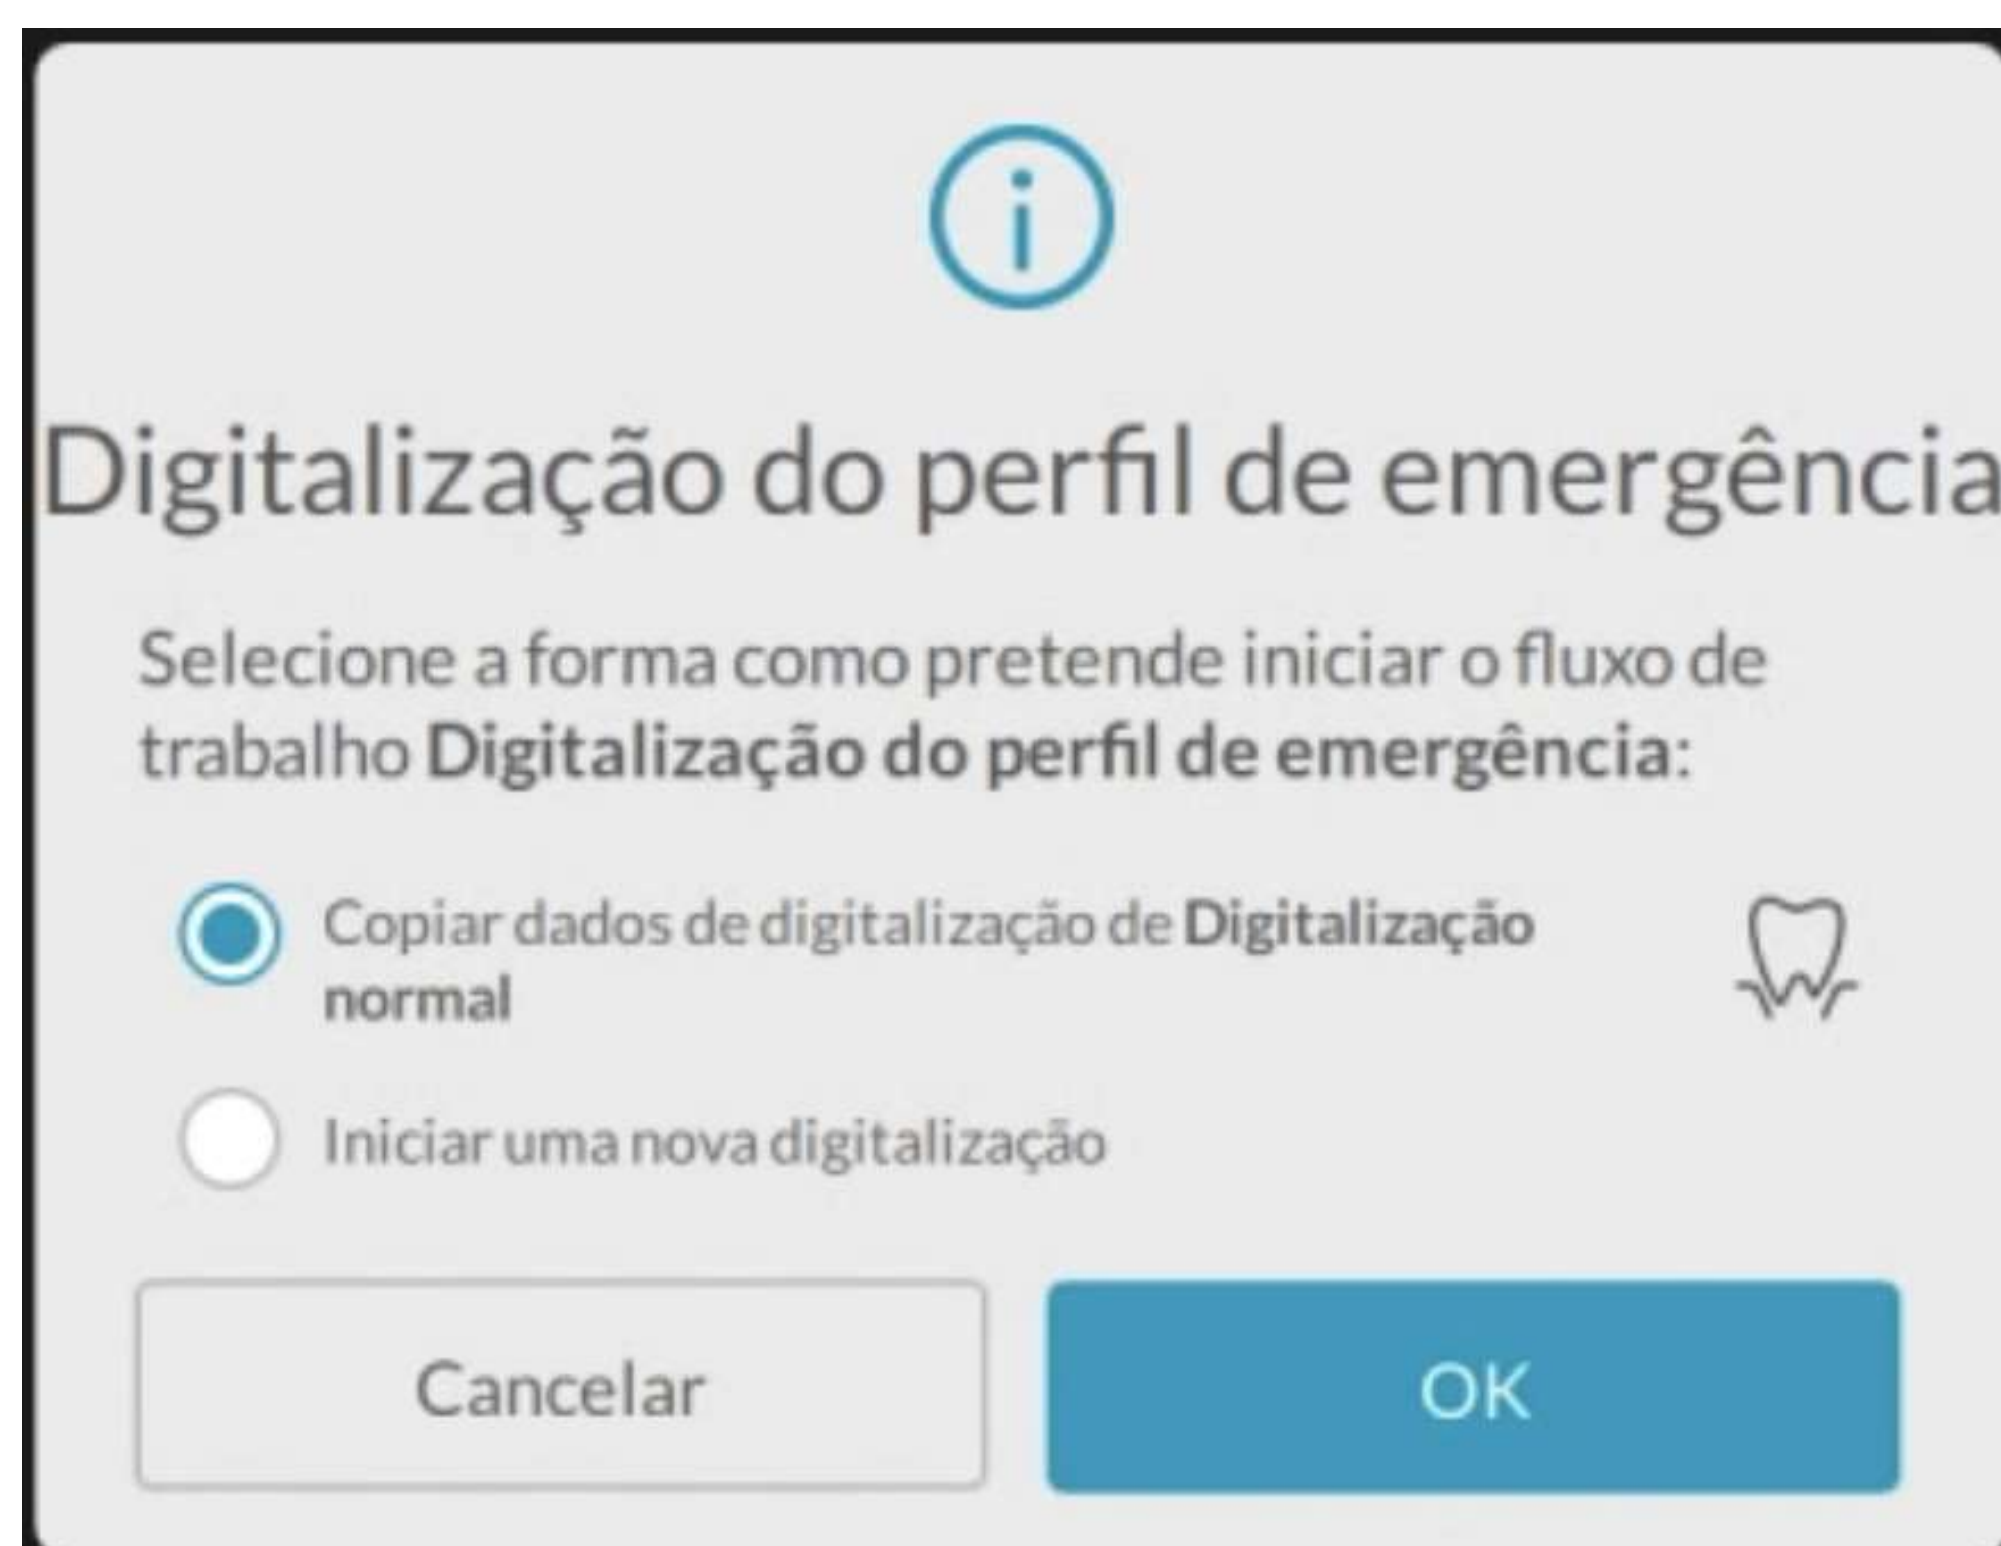 Digitalização do perfil de emergência
Selecione a forma como pretende iniciar o fluxo de
trabalho Digitalização do perfil de emergência:
Copiar dados de digitalização de Digitalização
normal
Iniciar uma nova digitalização
Cancelar
OK